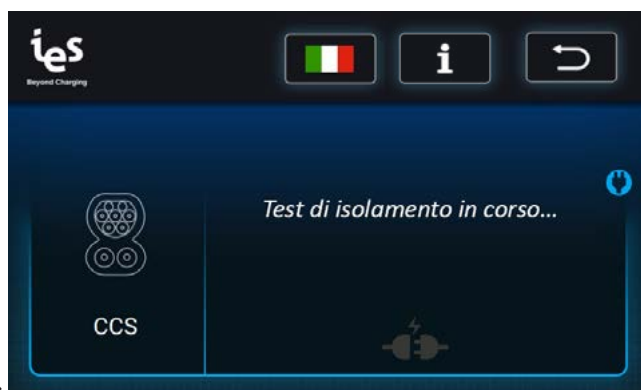 ies
Beyond Charging
i
Test di isolamento in corso...
CCS